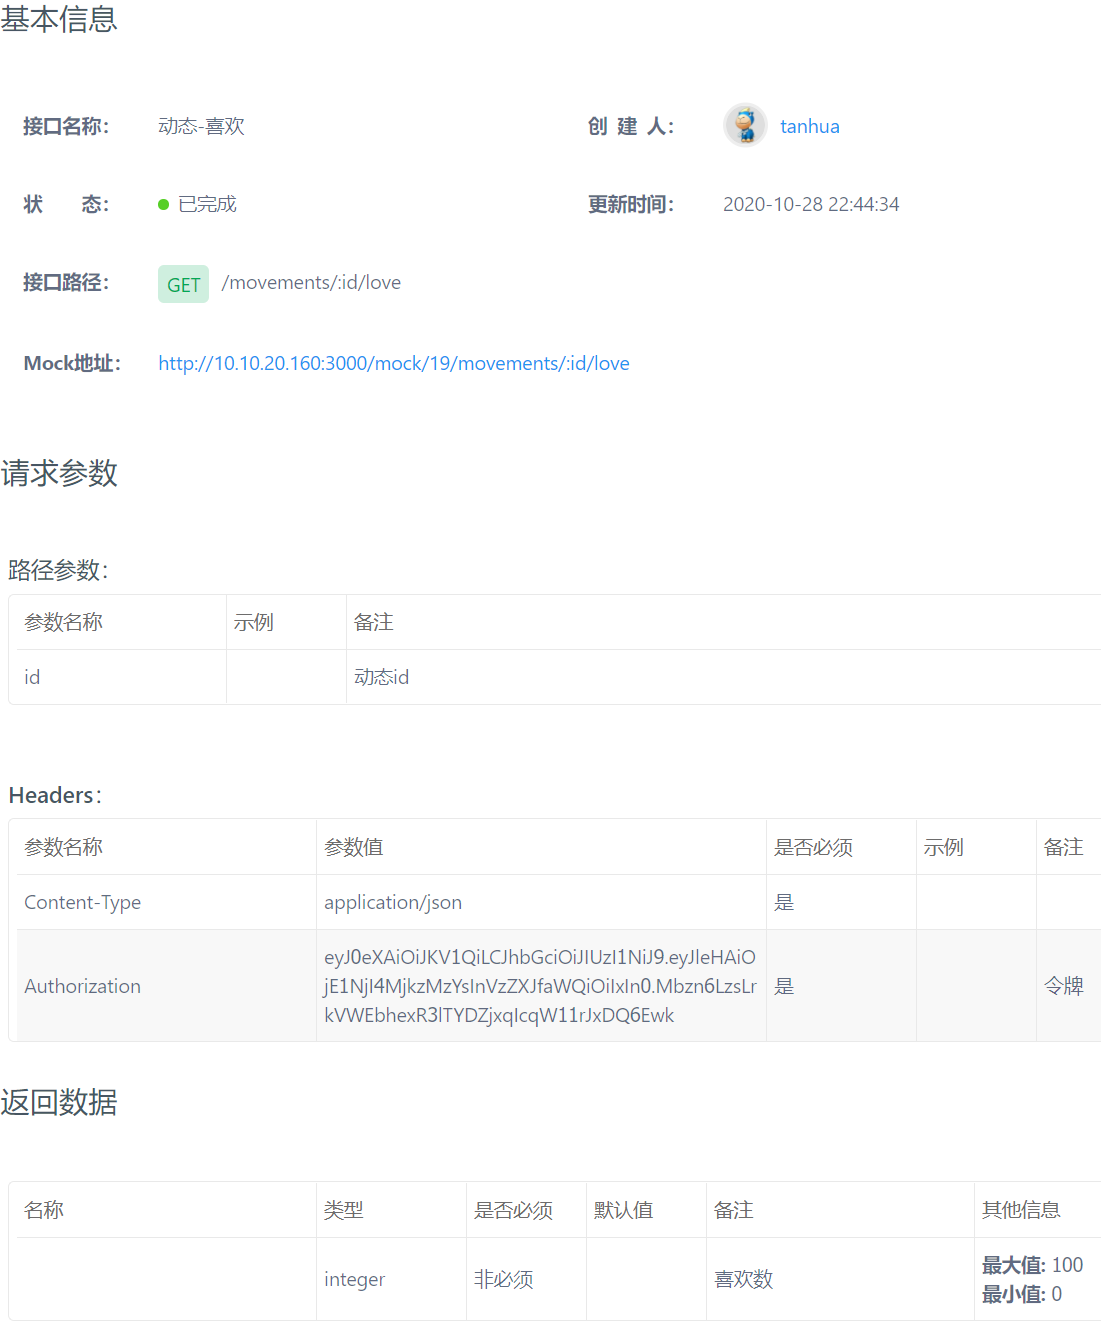 基本信息
接口名称： 动态-喜欢 创 建 人： tanhua
状 态： 已完成 更新时间： 2020-10-28 22:44:34
接口路径： GET /movements/:id/love
Mock地址： http://10.10.20.160:3000/mock/19/movements/:id/love
请求参数
路径参数：
参数名称 示例 备注
id 动态id
Headers：
参数名称 参数值 是否必须 示例 备注
Content-Type application/json 是
eyJ0eXAiOiJKV1QiLCJhbGciOiJIUzI1NiJ9.eyJleHAiO
Authorization jE1NjI4MjkzMzYsInVzZXJfaWQiOiIxIn0.Mbzn6LzsLr 是 令牌
kVWEbhexR3lTYDZjxqIcqW11rJxDQ6Ewk
返回数据
名称 类型 是否必须 默认值 备注 其他信息
integer 非必须 喜欢数 最大值: 100
最小值: 0